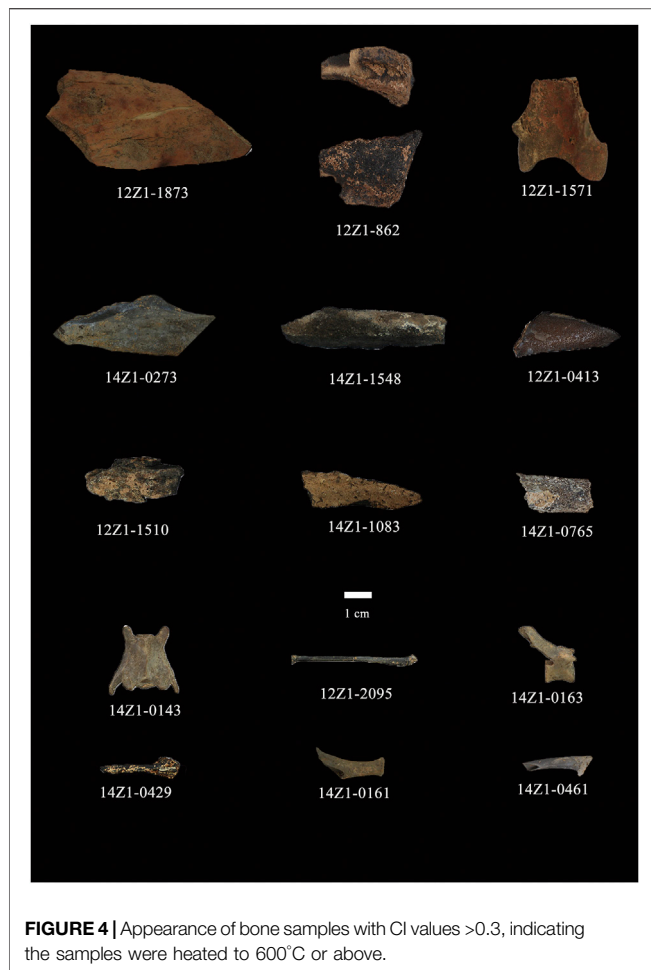 12Z1-1873
12Z1-862
12Z1-1571
14Z1-0273
14Z1-1548
12Z1-0413
12Z1-1510
14Z1-1083
14Z1-0765
1 cm
14Z1-0143
12Z1-2095
14Z1-0163
14Z1-0429
14Z1-0161
14Z1-0461
FIGURE 4 | Appearance of bone samples with CI values >0.3, indicating
the samples were heated to 600°C or above.